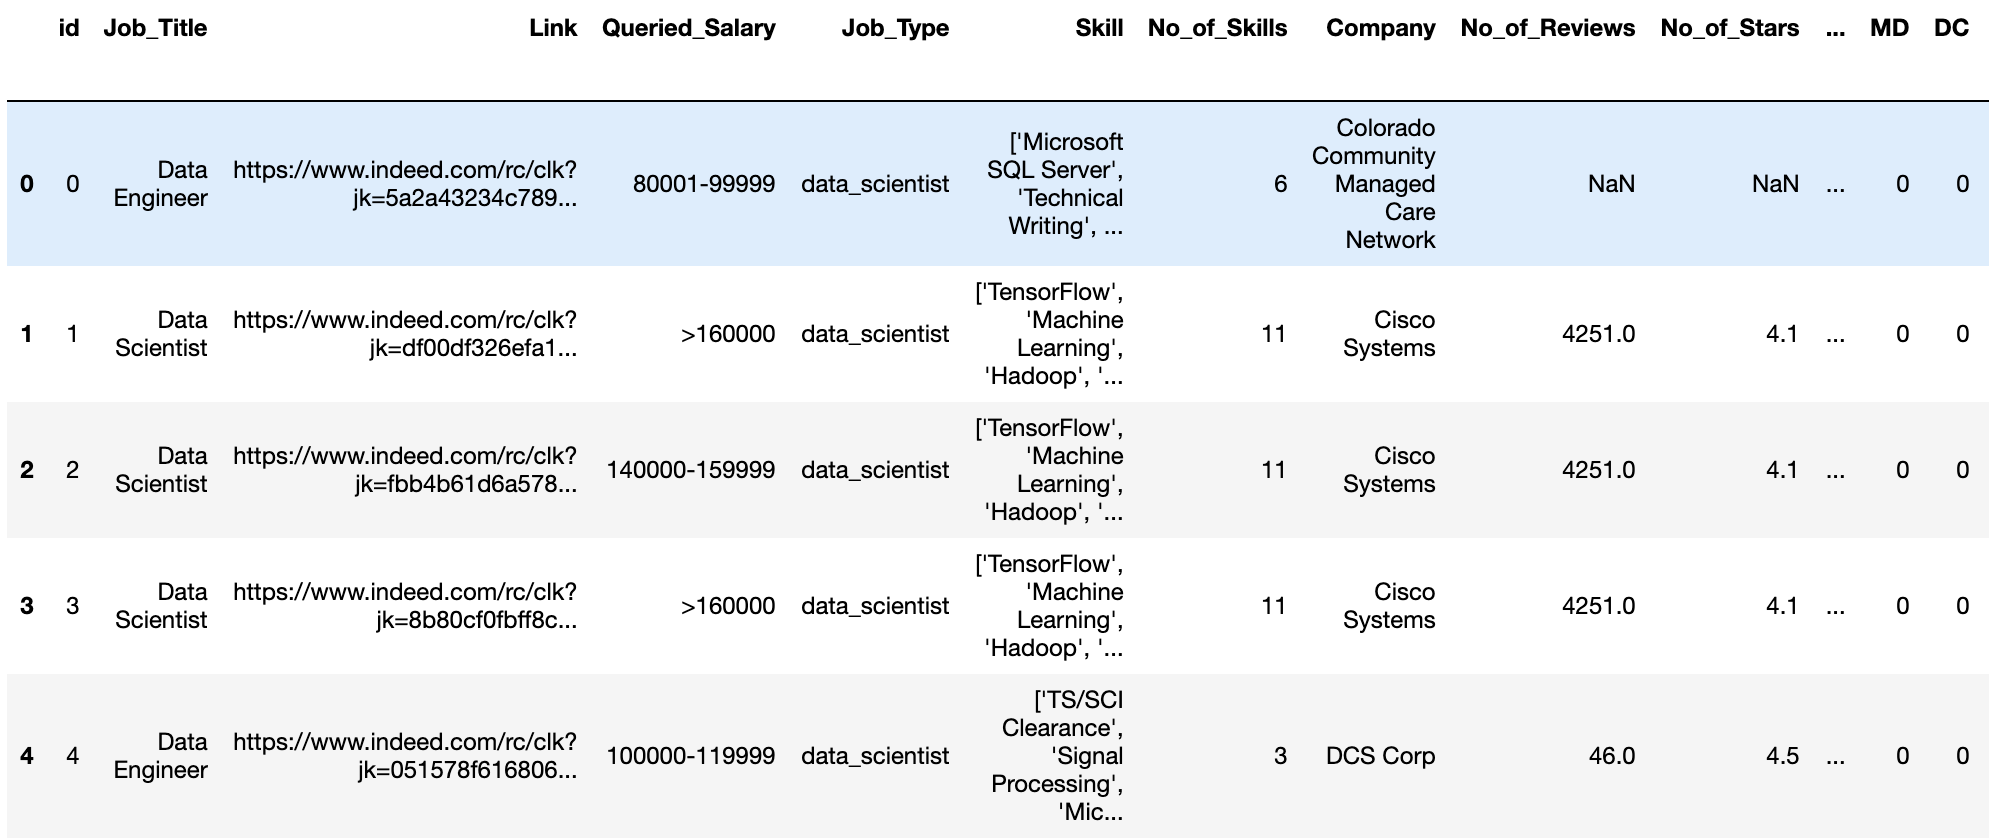 id Job_Title Link Queried_Salary Job_Type Skill No_of_Skills Company No_of_Reviews No_of_Stars ... MD DC
0 0 Data Engineer https://www.indeed.com/rc/clk?jk=5a2a43234c789... 80001-99999 data_scientist ['Microsoft SQL Server', 'Technical Writing', ... 6 Colorado Community Managed Care Network NaN NaN ... 0 0
1 1 Data Scientist https://www.indeed.com/rc/clk?jk=df00df326efa1... >160000 data_scientist ['TensorFlow', 'Machine Learning', 'Hadoop', '... 11 Cisco Systems 4251.0 4.1 ... 0 0
2 2 Data Scientist https://www.indeed.com/rc/clk?jk=fbb4b61d6a578... 140000-159999 data_scientist ['TensorFlow', 'Machine Learning', 'Hadoop', '... 11 Cisco Systems 4251.0 4.1 ... 0 0
3 3 Data Scientist https://www.indeed.com/rc/clk?jk=8b80cf0fbff8c... >160000 data_scientist ['TensorFlow', 'Machine Learning', 'Hadoop', '... 11 Cisco Systems 4251.0 4.1 ... 0 0
4 4 Data Engineer https://www.indeed.com/rc/clk?jk=051578f616806... 100000-119999 data_scientist ['TS/SCI Clearance', 'Signal Processing', 'Mic... 3 DCS Corp 46.0 4.5 ... 0 0